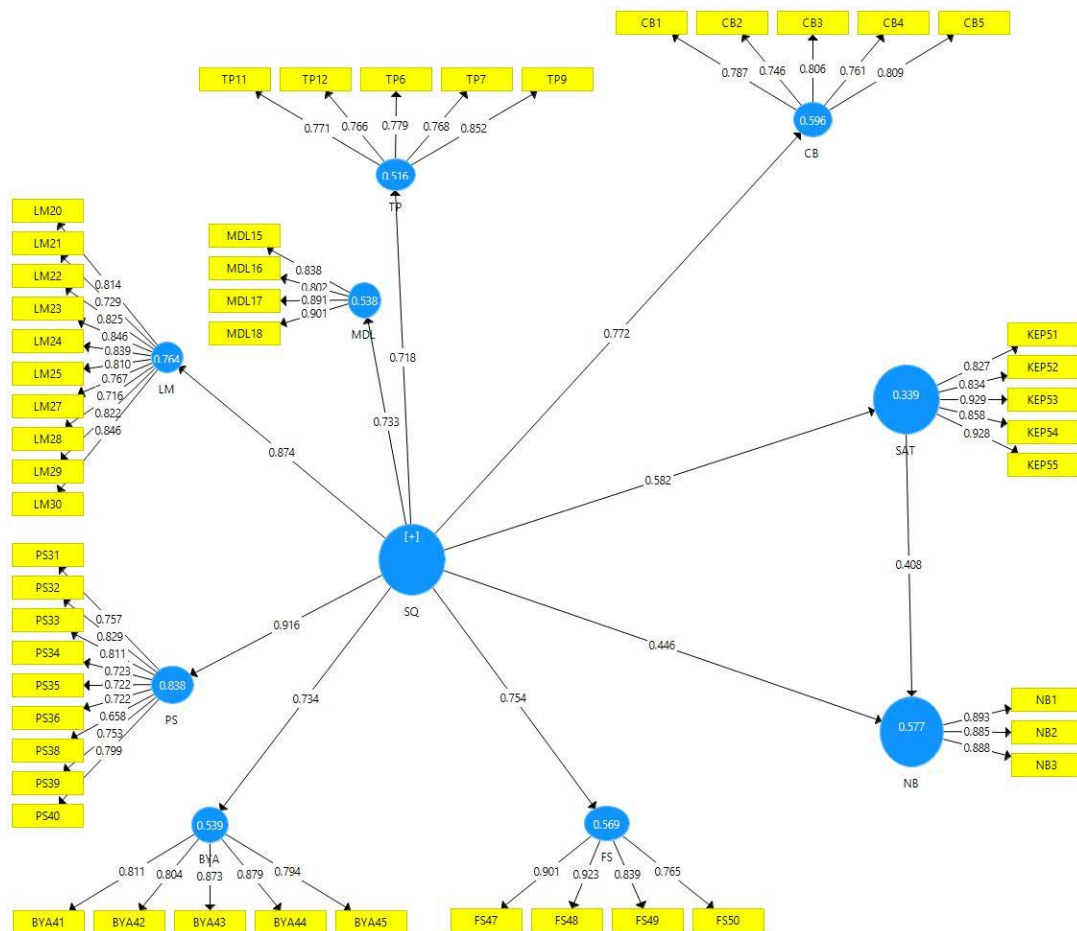 CB1 CB2 CB3 CB4 CB5
0.787 0.746 0.806 0.761 0.809
0.596
CB
TP11 TP12 TP6 TP7 TP9
0.771 0.766 0.779 0.768 0.852
0.516
TP
MDL15
MDL16
MDL17
MDL18
0.838
0.802
0.891
0.901
0.538
MDL
LM20
LM21
LM22
LM23
LM24
LM25
LM27
LM28
LM29
LM30
0.814
0.729
0.825
0.846
0.839
0.810
0.767
0.716
0.822
0.846
0.764
LM
0.718
0.733
0.874
0.772
0.582
0.339
SAT
0.827
0.834
0.929
0.858
0.928
KEP51
KEP52
KEP53
KEP54
KEP55
[+]
SQ
0.408
0.446
0.916
0.734
0.754
PS31
PS32
PS33
PS34
PS35
PS36
PS38
PS39
PS40
0.757
0.829
0.811
0.723
0.722
0.722
0.658
0.753
0.799
0.838
PS
0.577
NB
0.893
0.885
0.888
NB1
NB2
NB3
0.539
BYA
0.811 0.804 0.873 0.879 0.794
BYA41 BYA42 BYA43 BYA44 BYA45
0.569
FS
0.901 0.923 0.839 0.765
FS47 FS48 FS49 FS50